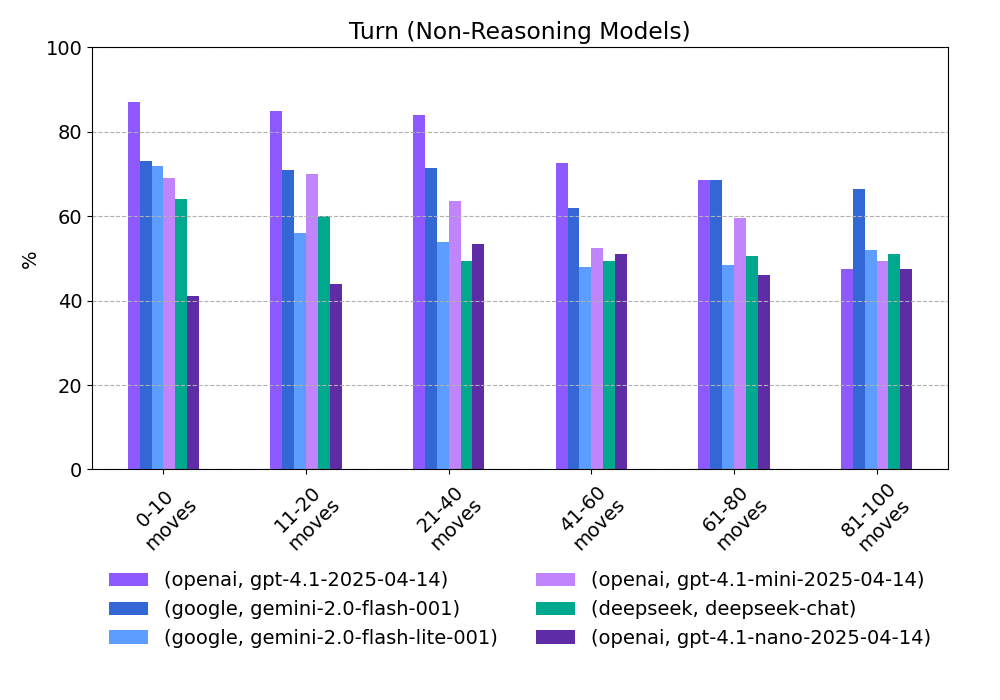 Turn (Non-Reasoning Models)
100
80
60
40
20
0
%
0-10
moves
11-20
moves
21-40
moves
41-60
moves
61-80
moves
81-100
moves
(openai, gpt-4.1-2025-04-14)
(google, gemini-2.0-flash-001)
(google, gemini-2.0-flash-lite-001)
(openai, gpt-4.1-mini-2025-04-14)
(deepseek, deepseek-chat)
(openai, gpt-4.1-nano-2025-04-14)